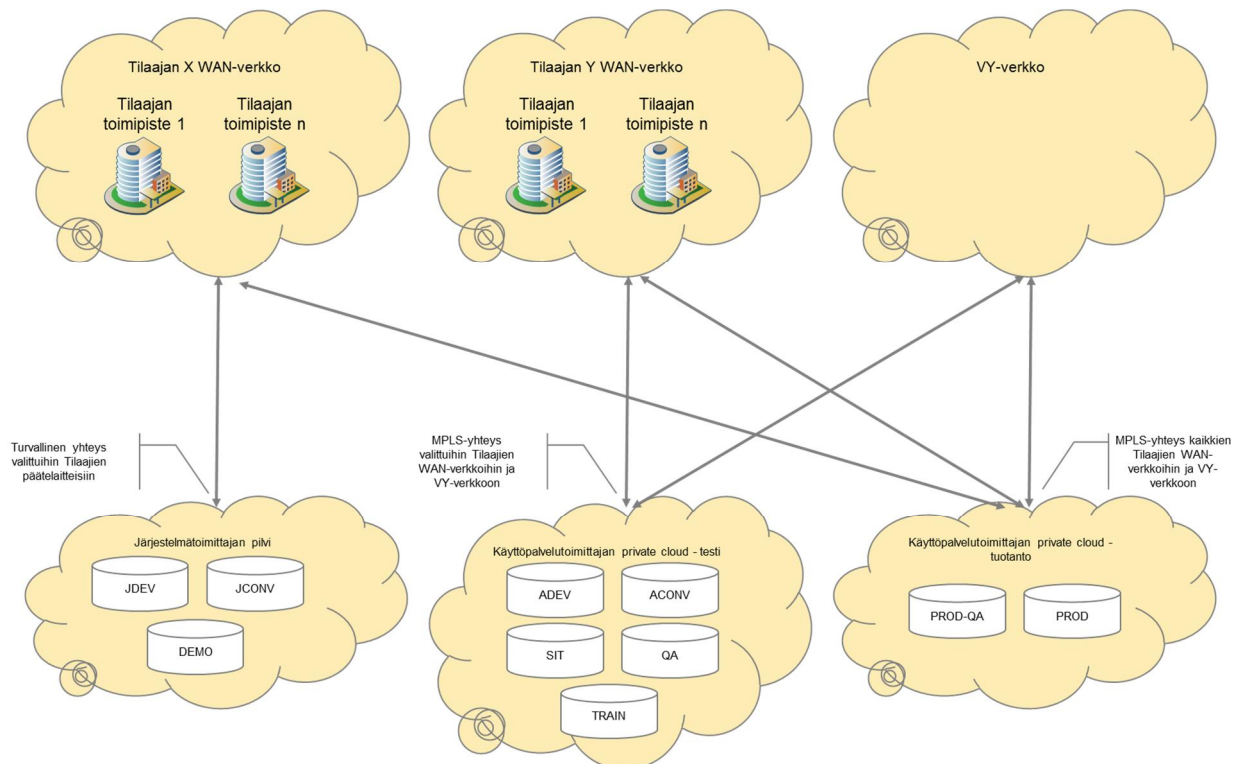 Tilaajan X WAN-verkko
Tilaajan
toimipiste 1
Tilaajan
toimipiste n
Tilaajan Y WAN-verkko
Tilaajan
toimipiste 1
Tilaajan
toimipiste n
VY-verkko
Turvallinen yhteys
valittuihin Tilaajien
päätelaitteisiin
MPLS-yhteys
valittuihin Tilaajien
WAN-verkkoihin ja
VY-verkkoon
MPLS-yhteys kaikkien
Tilaajien WAN-
verkkoihin ja VY-
verkkoon
Järjestelmätoimittajan pilvi
JDEV
JCONV
DEMO
Käyttöpalvelutoimittajan private cloud - testi
ADEV
ACONV
SIT
QA
TRAIN
Käyttöpalvelutoimittajan private cloud -
tuotanto
PROD-QA
PROD